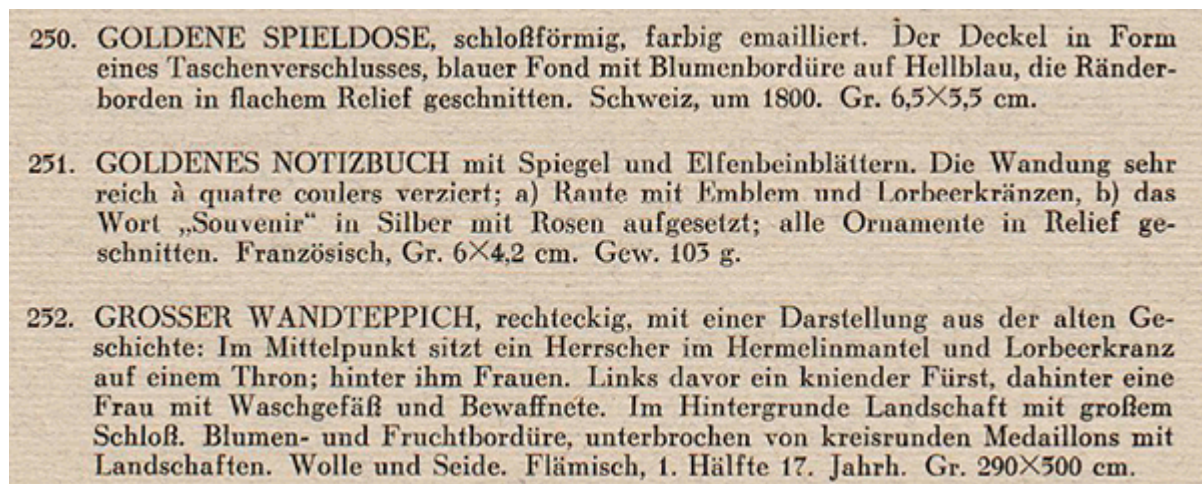 250. GOLDENE SPIELDOSE, schloßförmig, farbig emailliert. Der Deckel in Form
eines Taschenverschlusses, blauer Fond mit Blumenbordüre auf Hellblau, die Ränder-
borden in flachem Relief geschnitten. Schweiz, um 1800. Gr. 6,5×5,5 cm.
251. GOLDENES NOTIZBUCH mit Spiegel und Elfenbeinblättern. Die Wandung sehr
reich à quatre coulers verziert; a) Raute mit Emblem und Lorbeerkränzen, b) das
Wort „Souvenir“ in Silber mit Rosen aufgesetzt; alle Ornamente in Relief ge-
schnitten. Französisch, Gr. 6×4,2 cm. Gew. 103 g.
252. GROSSER WANDTEPPICH, rechteckig, mit einer Darstellung aus der alten Ge-
schichte: Im Mittelpunkt sitzt ein Herrscher im Hermelinmantel und Lorbeerkranz
auf einem Thron; hinter ihm Frauen. Links davor ein kniender Fürst, dahinter eine
Frau mit Waschgefäß und Bewaffnete. Im Hintergrunde Landschaft mit großem
Schloß. Blumen- und Fruchtbordüre, unterbrochen von kreisrunden Medaillons mit
Landschaften. Wolle und Seide. Flämisch, 1. Hälfte 17. Jahrh. Gr. 290×300 cm.